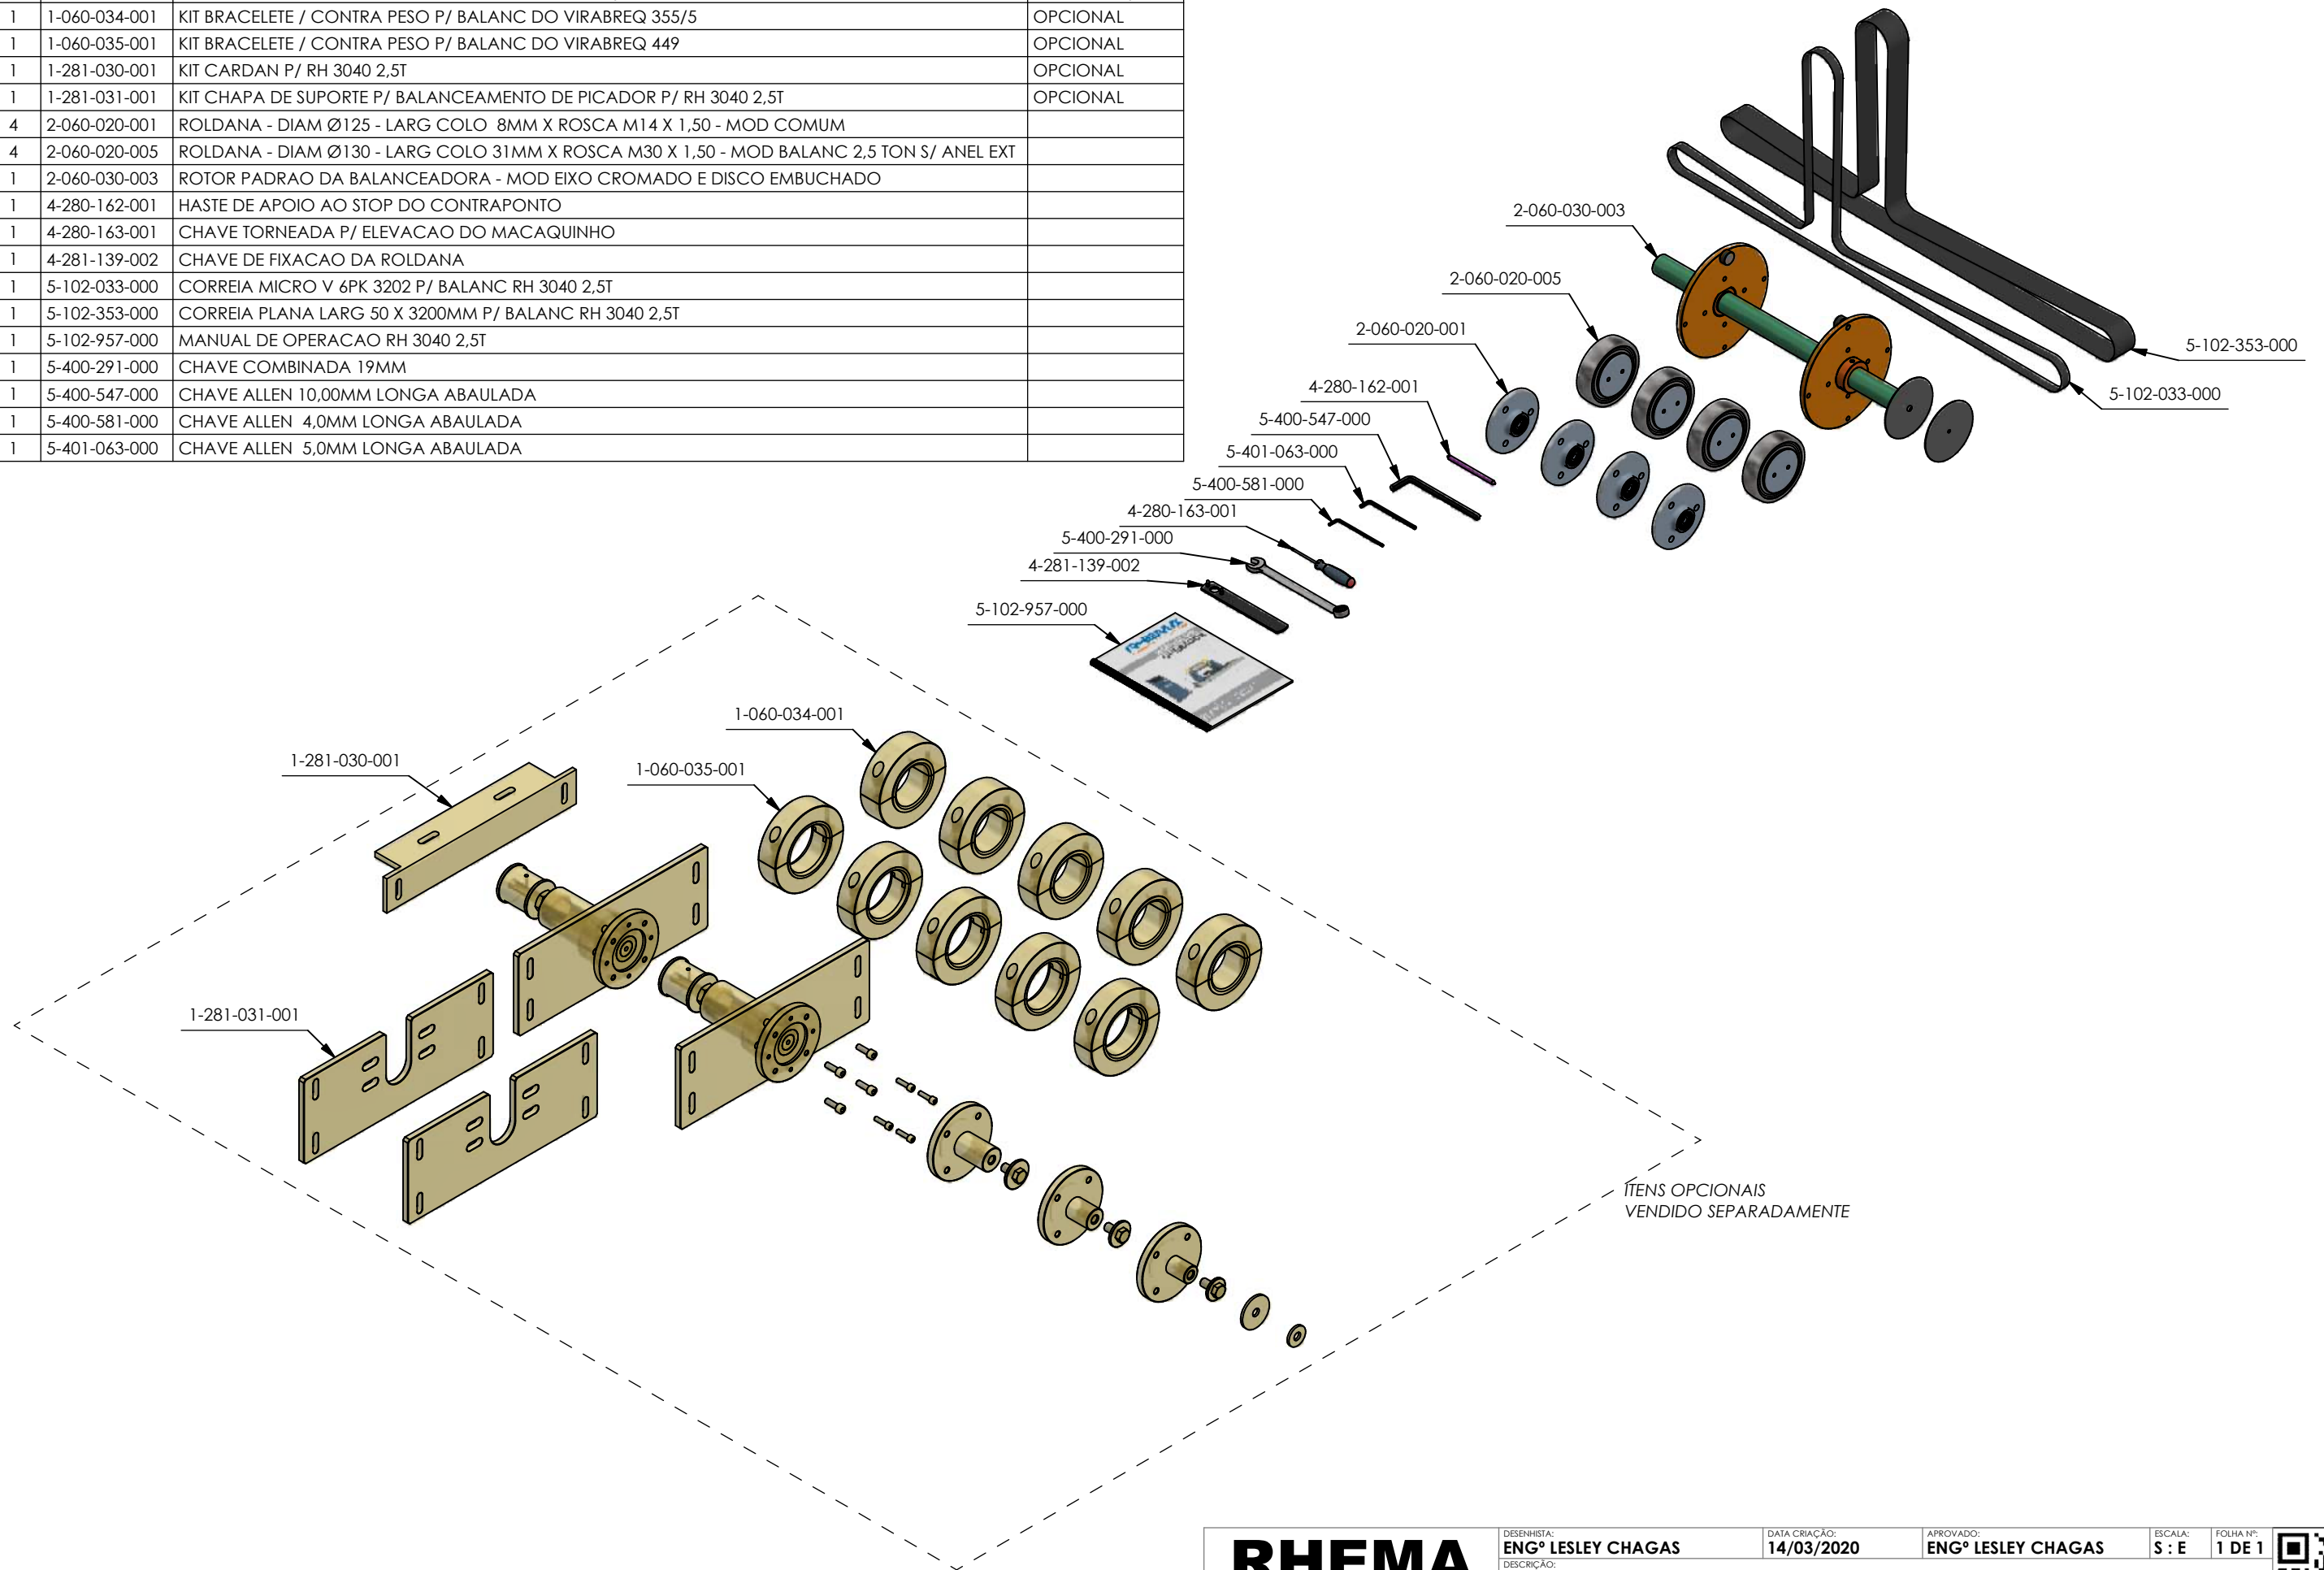 1 1-060-034-001 KIT BRACELETE / CONTRA PESO P/ BALANC DO VIRABREQ 355/5 OPCIONAL
1 1-060-035-001 KIT BRACELETE / CONTRA PESO P/ BALANC DO VIRABREQ 449 OPCIONAL
1 1-281-030-001 KIT CARDAN P/ RH 3040 2,5T OPCIONAL
1 1-281-031-001 KIT CHAPA DE SUPORTE P/ BALANCEAMENTO DE PICADOR P/ RH 3040 2,5T OPCIONAL
4 2-060-020-001 ROLDANA - DIAM Ø125 - LARG COLO 8MM X ROSCA M14 X 1,50 - MOD COMUM
4 2-060-020-005 ROLDANA - DIAM Ø130 - LARG COLO 31MM X ROSCA M30 X 1,50 - MOD BALANC 2,5 TON S/ ANEL EXT
1 2-060-030-003 ROTOR PADRAO DA BALANCEADORA - MOD EIXO CROMADO E DISCO EMBUCHADO
1 4-280-162-001 HASTE DE APOIO AO STOP DO CONTRAPONTO
1 4-280-163-001 CHAVE TORNEADA P/ ELEVACAO DO MACAQUINHO
1 4-281-139-002 CHAVE DE FIXACAO DA ROLDANA
1 5-102-033-000 CORREIA MICRO V 6PK 3202 P/ BALANC RH 3040 2,5T
1 5-102-353-000 CORREIA PLANA LARG 50 X 3200MM P/ BALANC RH 3040 2,5T
1 5-102-957-000 MANUAL DE OPERACAO RH 3040 2,5T
1 5-400-291-000 CHAVE COMBINADA 19MM
1 5-400-547-000 CHAVE ALLEN 10,00MM LONGA ABAULADA
1 5-400-581-000 CHAVE ALLEN 4,0MM LONGA ABAULADA
1 5-401-063-000 CHAVE ALLEN 5,0MM LONGA ABAULADA
2-060-030-003
2-060-020-005
2-060-020-001
5-102-353-000
4-280-162-001
5-102-033-000
5-400-547-000
5-401-063-000
5-400-581-000
4-280-163-001
5-400-291-000
4-281-139-002
5-102-957-000
1-060-034-001
1-281-030-001
1-060-035-001
1-281-031-001
ITENS OPCIONAIS
VENDIDO SEPARADAMENTE
RHEMA
DESENHISTA:
ENGº LESLEY CHAGAS
DATA CRIAÇÃO:
14/03/2020
APROVADO:
ENGº LESLEY CHAGAS
ESCALA:
S : E
FOLHA Nº:
1 DE 1
DESCRIÇÃO: